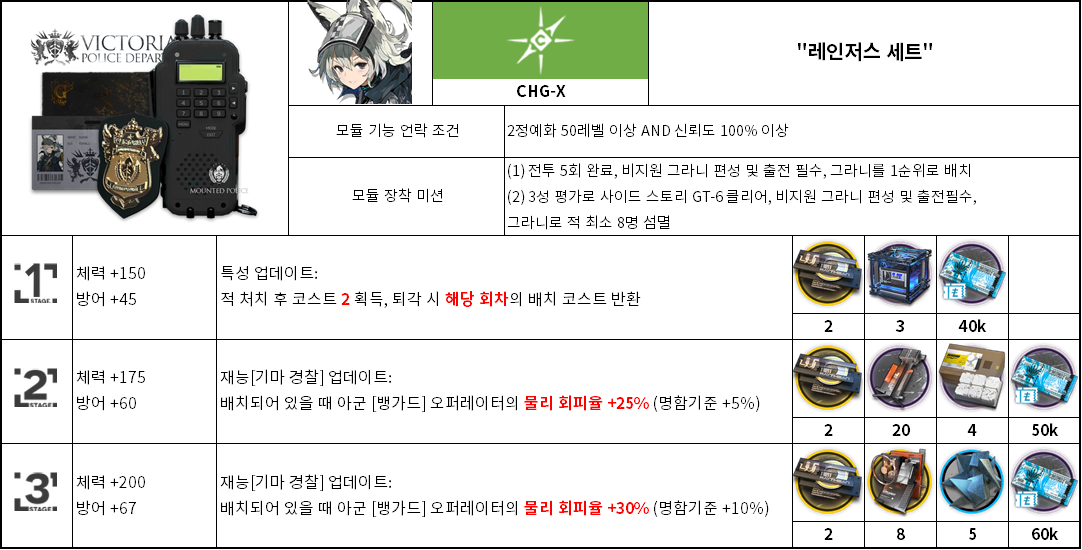 VICTORIA
POLICE DEPAR
MOUNTED POLICE
CHG-X
"레인저스 세트"
모듈 기능 언락 조건
2정예화 50레벨 이상 AND 신뢰도 100% 이상
모듈 장착 미션
(1) 전투 5회 완료, 비지원 그라니 편성 및 출전 필수, 그라니를 1순위로 배치
(2) 3성 평가로 사이드 스토리 GT-6 클리어, 비지원 그라니 편성 및 출전필수,
그라니로 적 최소 8명 섬멸
1
STAGE
체력 +150
방어 +45
특성 업데이트:
적 처치 후 코스트 2 획득, 퇴각 시 해당 회차의 배치 코스트 반환
2
3
40k
2
STAGE
체력 +175
방어 +60
재능[기마 경찰] 업데이트:
배치되어 있을 때 아군 [뱅가드] 오퍼레이터의 물리 회피율 +25% (명함기준 +5%)
2
20
4
50k
3
STAGE
체력 +200
방어 +67
재능[기마 경찰] 업데이트:
배치되어 있을 때 아군 [뱅가드] 오퍼레이터의 물리 회피율 +30% (명함기준 +10%)
2
8
5
60k